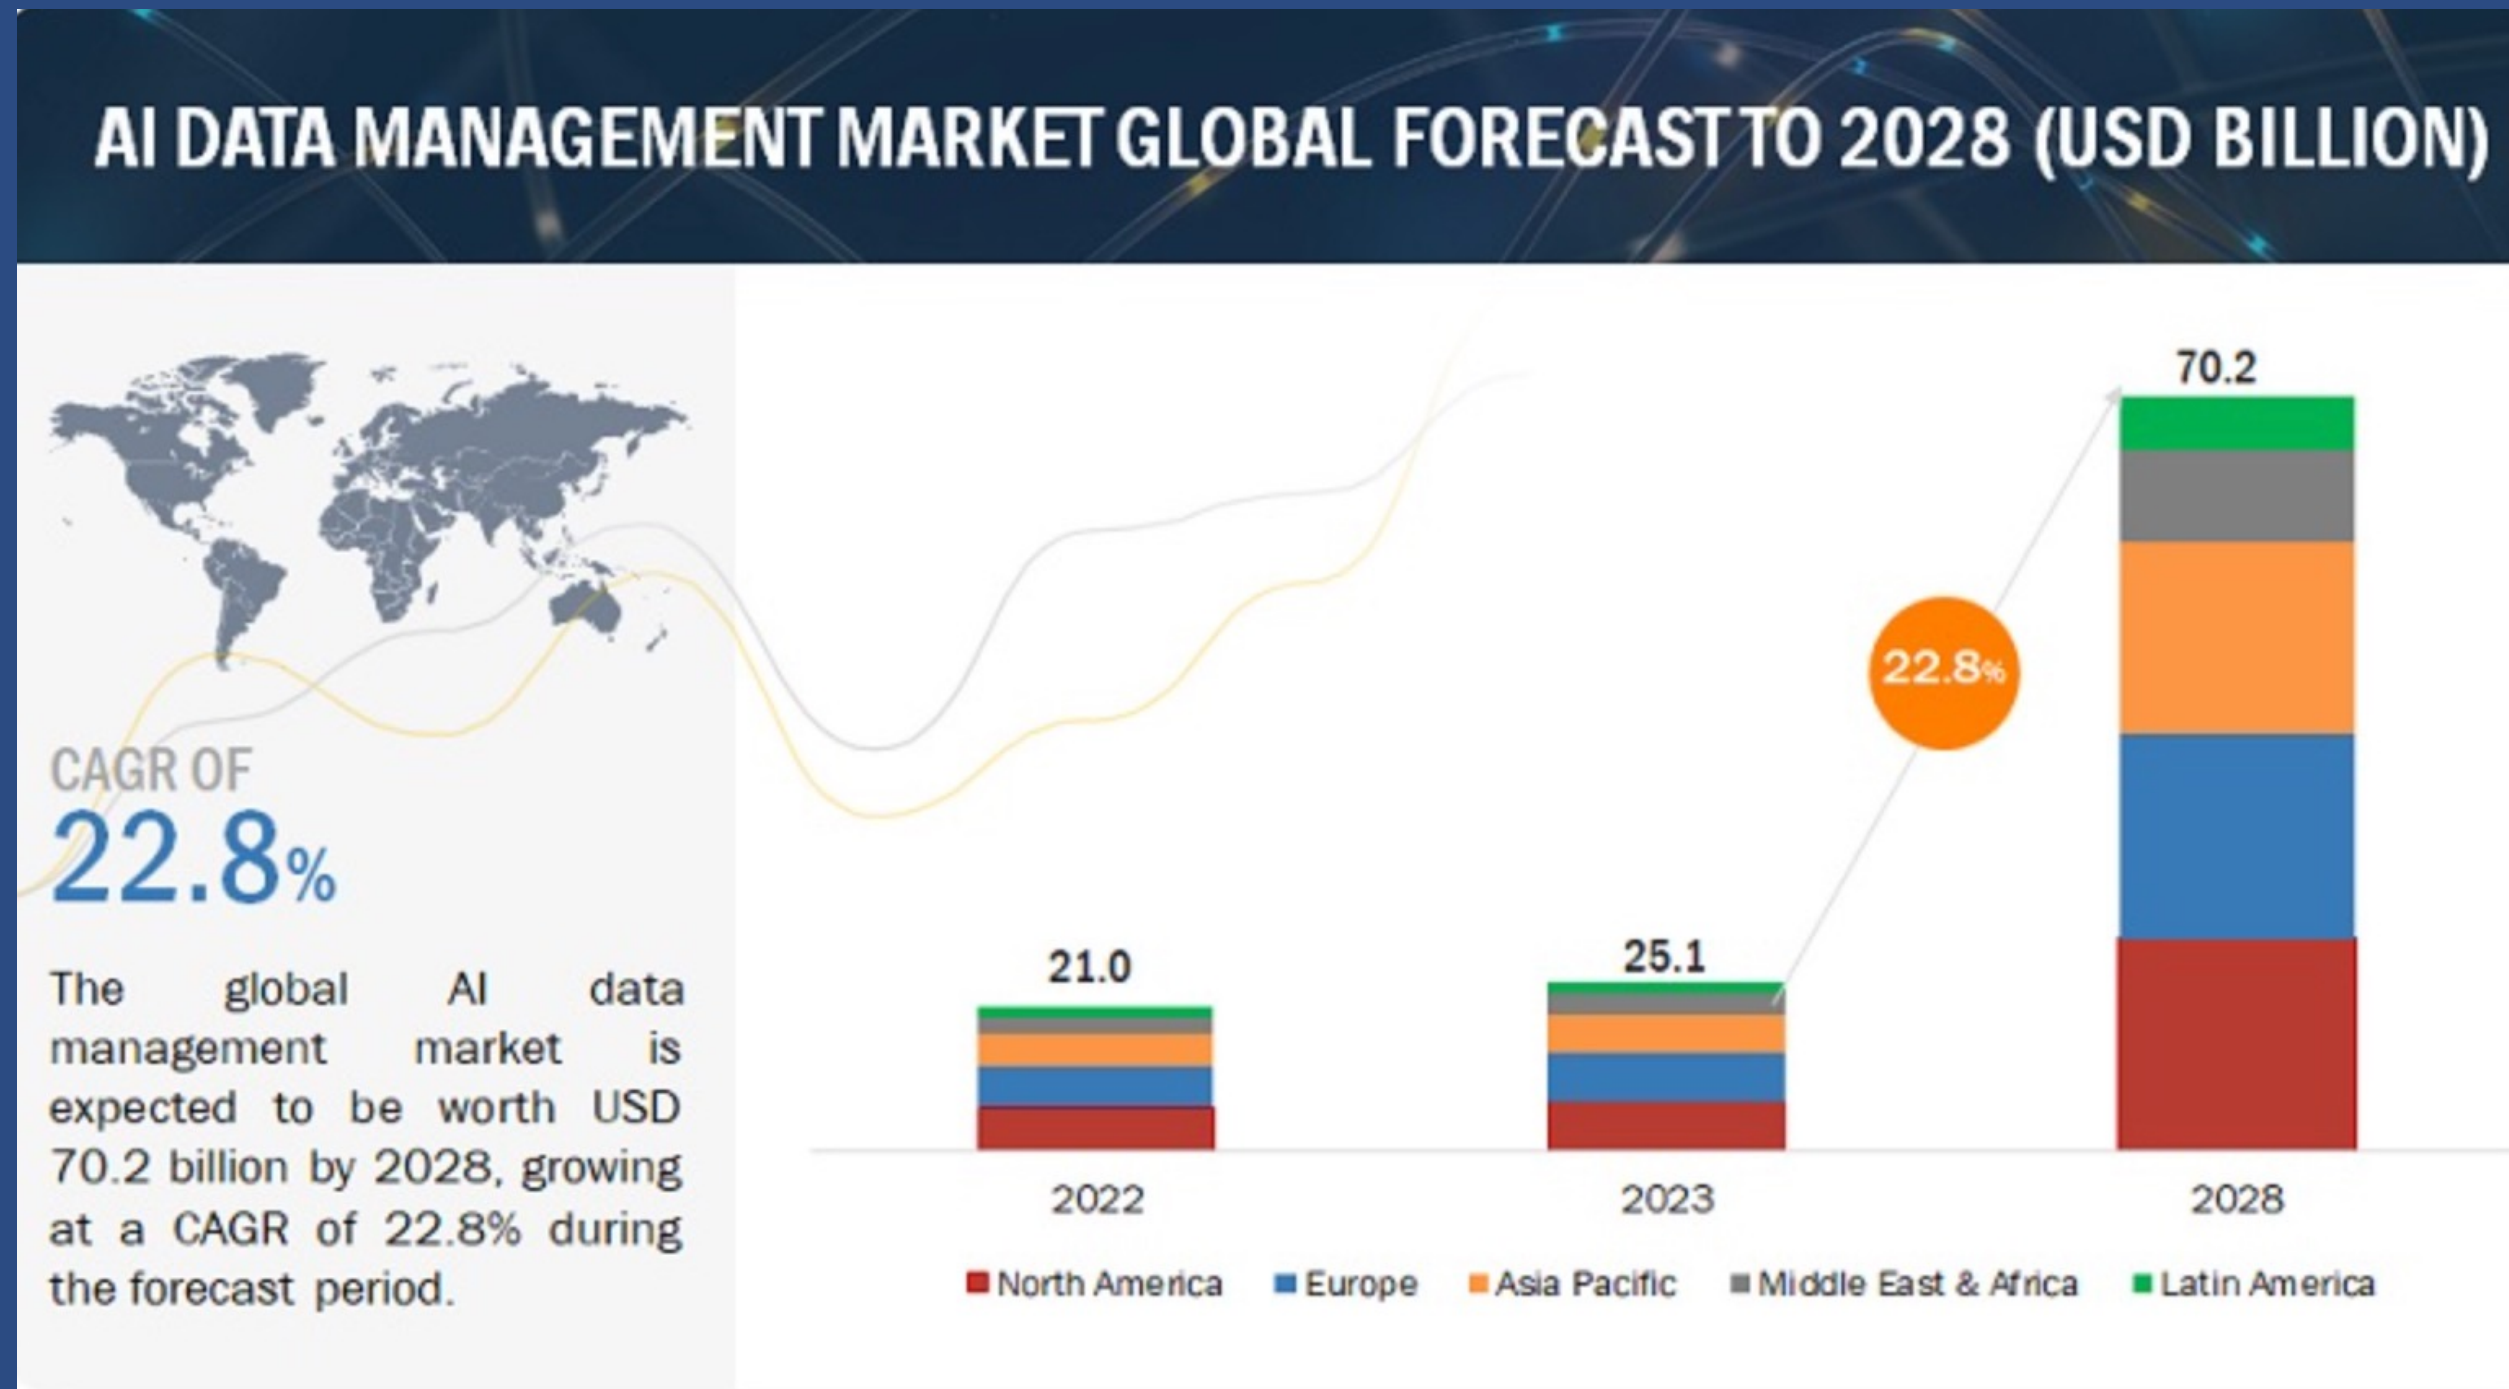 AI DATA MANAGEMENT MARKET GLOBAL FORECAST TO 2028 (USD BILLION)
CAGR OF
22.8%
The global AI data
management market is
expected to be worth USD
70.2 billion by 2028, growing
at a CAGR of 22.8% during
the forecast period.
70.2
22.8%
21.0
25.1
2022
2023
2028
North America
Europe
Asia Pacific
Middle East & Africa
Latin America